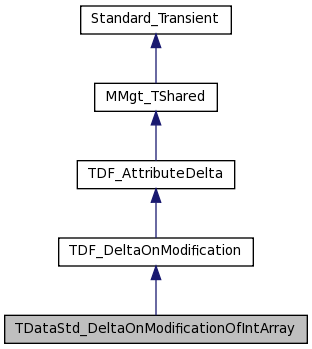 Standard_Transient
MMgt_TShared
TDF_AttributeDelta
TDF_DeltaOnModification
TDataStd_DeltaOnModificationOfIntArray